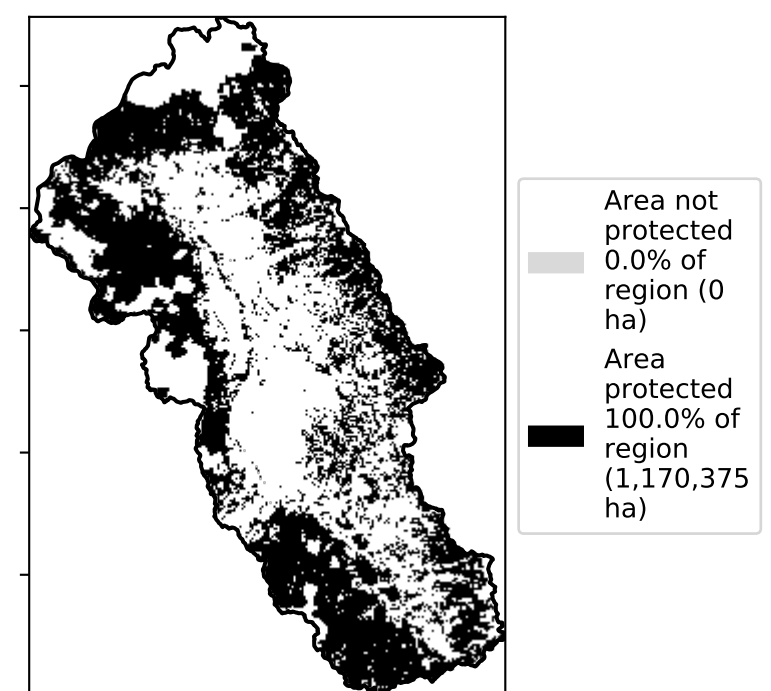 Area not
protected
0.0% of
region (0
ha)
Area
protected
100.0% of
region
(1,170,375
ha)